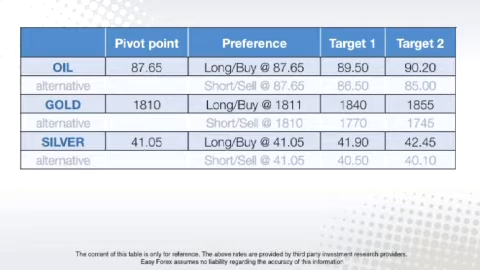 Pivot point Preference Target 1 Target 2
OIL 87.65 Long/Buy @ 87.65 89.50 90.20
alternative Short/Sell @ 87.65 86.50 85.00
GOLD 1810 Long/Buy @ 1811 1840 1855
alternative Short/Sell @ 1810 1770 1745
SILVER 41.05 Long/Buy @ 41.05 41.90 42.45
alternative Short/Sell @ 41.05 40.50 40.10
The content of this table is only for reference. The above rates are provided by third party investment research providers.
Easy Forex assumes no liability regarding the accuracy of this information